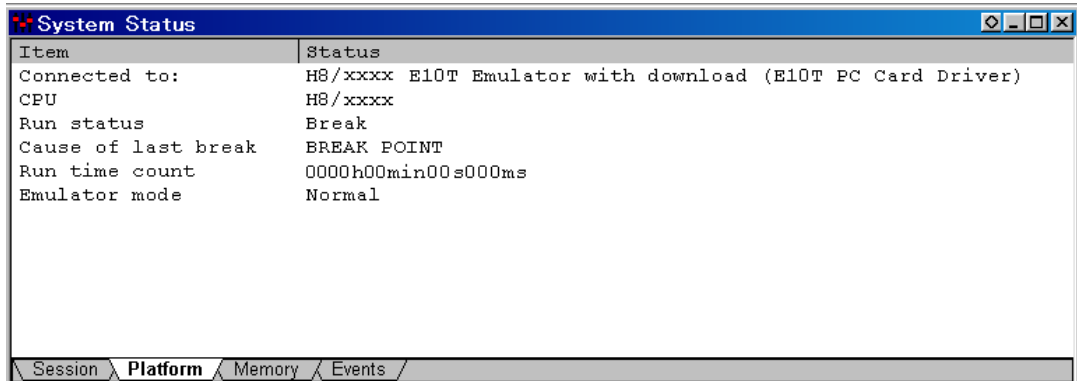 System Status
Item Status
Connected to: H8/xxxx E10T Emulator with download (E10T PC Card Driver)
CPU H8/xxxx
Run status Break
Cause of last break BREAK POINT
Run time count 0000h00min00s000ms
Emulator mode Normal
Session Platform Memory Events